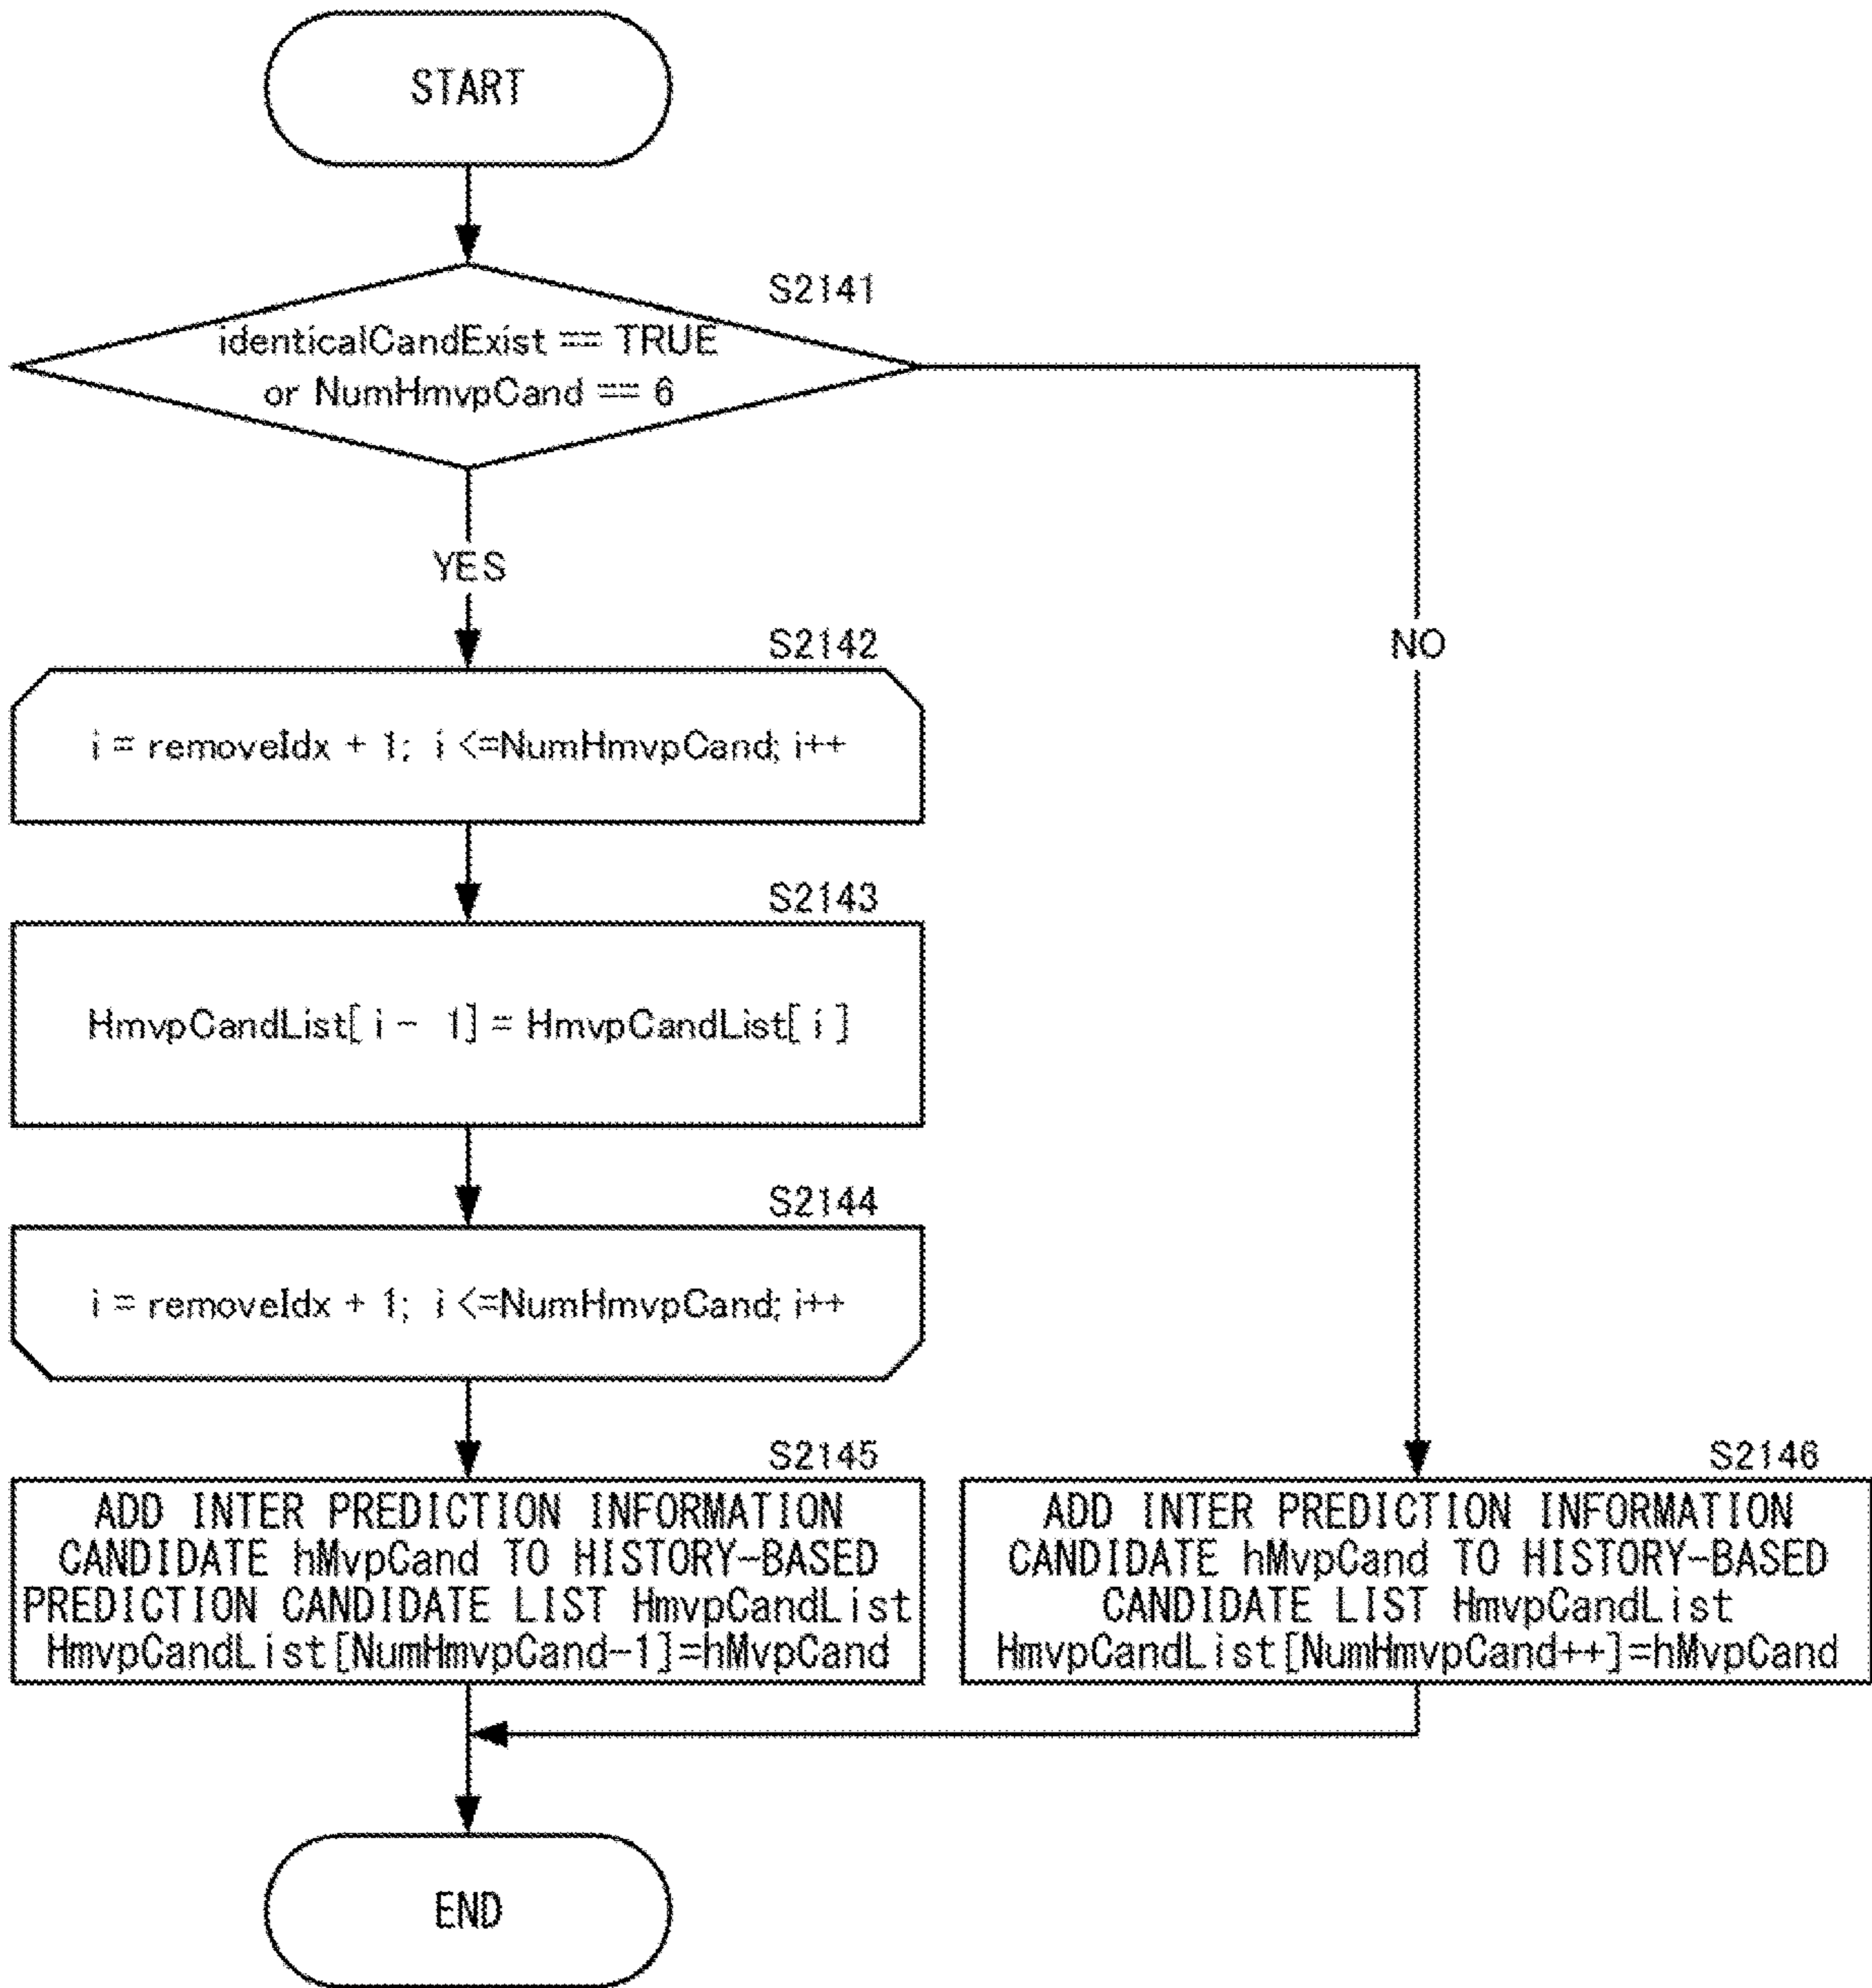 START
S2141
identicalCandExist == TRUE
or NumHmvpCand == 6
YES
NO
S2142
i = removeIdx + 1; i <=NumHmvpCand; i++
S2143
HmvpCandList[ i - 1] = HmvpCandList[ i ]
S2144
i = removeIdx + 1; i <=NumHmvpCand; i++
S2145
ADD INTER PREDICTION INFORMATION
CANDIDATE hMvpCand TO HISTORY-BASED
PREDICTION CANDIDATE LIST HmvpCandList
HmvpCandList[NumHmvpCand-1]=hMvpCand
S2146
ADD INTER PREDICTION INFORMATION
CANDIDATE hMvpCand TO HISTORY-BASED
CANDIDATE LIST HmvpCandList
HmvpCandList[NumHmvpCand++]=hMvpCand
END